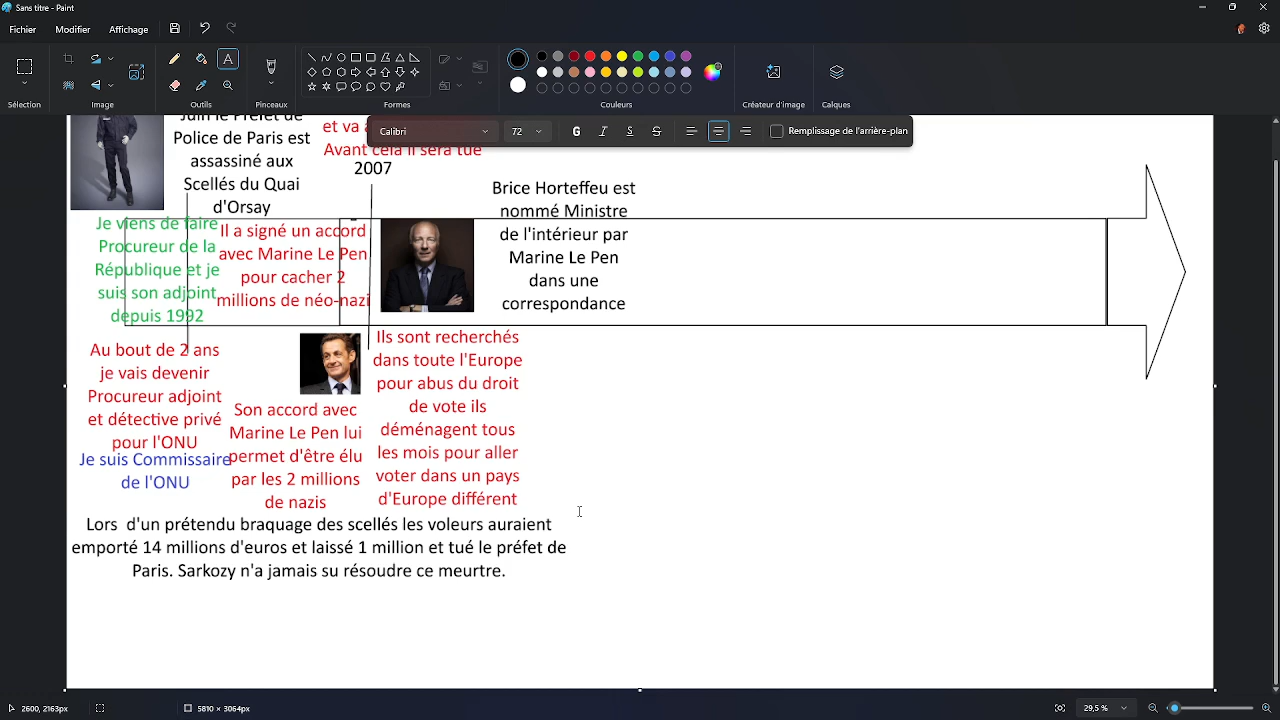 Sans titre - Paint
Fichier Modifier Affichage
Sélection Image Outils Pinceaux Formes Couleurs Créateur d'image Calques
Calibri 72 G I S S Remplissage de l'arrière-plan
Juin le Préfet de
Police de Paris est
assassiné aux
Scellés du Quai
d'Orsay
et va
Avant cela il sera tué
2007
Brice Horteffeu est
nommé Ministre
de l'intérieur par
Marine Le Pen
dans une
correspondance
Je viens de faire
Procureur de la
République et je
suis son adjoint
depuis 1992
Il a signé un accord
avec Marine Le Pen
pour cacher 2
millions de néo-nazi
Au bout de 2 ans
je vais devenir
Procureur adjoint
et détective privé
pour l'ONU
Je suis Commissaire
de l'ONU
Son accord avec
Marine Le Pen lui
permet d'être élu
par les 2 millions
de nazis
Ils sont recherchés
dans toute l'Europe
pour abus du droit
de vote ils
déménagent tous
les mois pour aller
voter dans un pays
d'Europe différent
Lors d'un prétendu braquage des scellés les voleurs auraient
emporté 14 millions d'euros et laissé 1 million et tué le préfet de
Paris. Sarkozy n'a jamais su résoudre ce meurtre.
2600, 2163px 5810 × 3064px 29,5 %